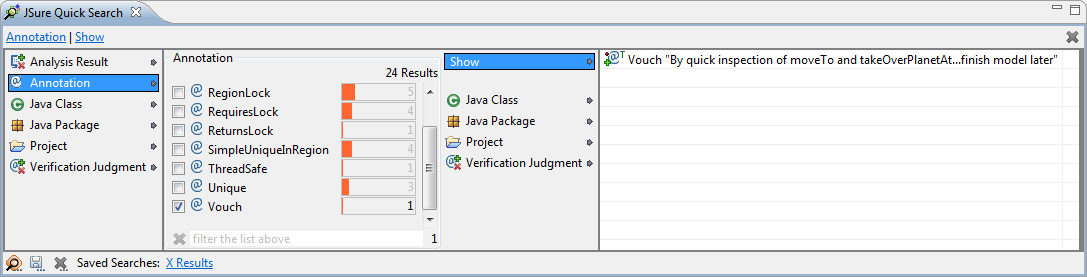 JSure Quick Search
Annotation | Show
Analysis Result
Annotation
Java Class
Java Package
Project
Verification Judgment
Annotation
24 Results
@ RegionLock 5
@ RequiresLock 4
@ ReturnsLock 1
@ SimpleUniqueInRegion 4
@ ThreadSafe 1
@ Unique 3
@ Vouch 1
filter the list above 1
Show
Java Class
Java Package
Project
Verification Judgment
Vouch "By quick inspection of moveTo and takeOverPlanetAt...finish model later"
Saved Searches: X Results